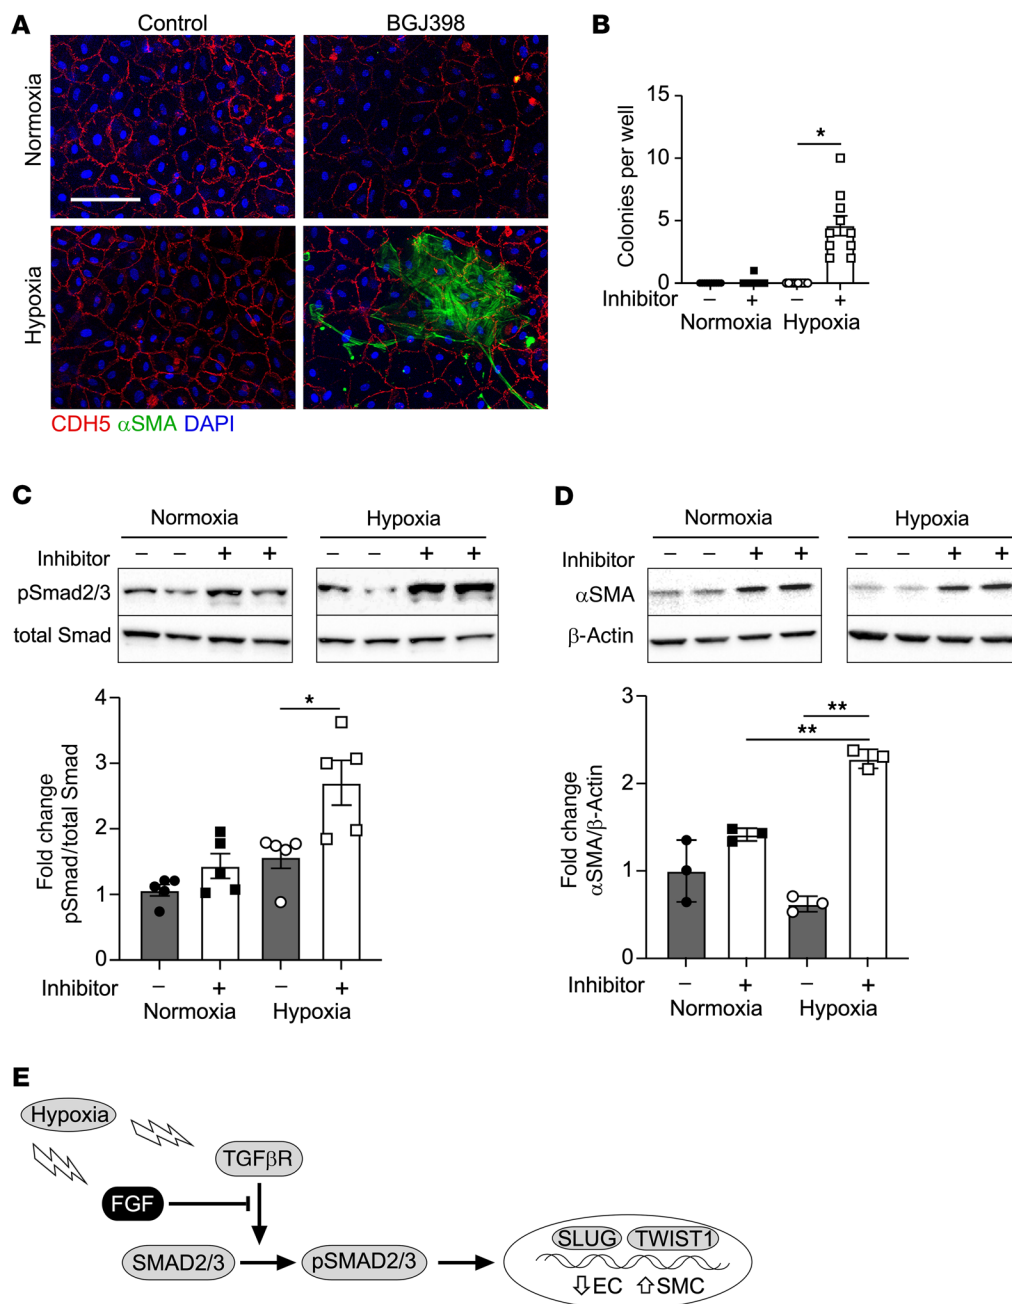 A
Control
BGJ398
Normoxia
Hypoxia
CDH5 αSMA DAPI
B
Colonies per well
15
10
5
0
*
Inhibitor
− + − +
Normoxia Hypoxia
C
Normoxia
Hypoxia
Inhibitor − − + + − − + +
pSmad2/3
total Smad
Fold change
pSmad/total Smad
4
3
2
1
0
*
Inhibitor − + − +
Normoxia Hypoxia
D
Normoxia
Hypoxia
Inhibitor − − + + − − + +
αSMA
β-Actin
Fold change
αSMA/β-Actin
3
2
1
0
**
**
Inhibitor − + − +
Normoxia Hypoxia
E
Hypoxia
TGFβR
FGF
SMAD2/3
pSMAD2/3
SLUG TWIST1
EC SMC